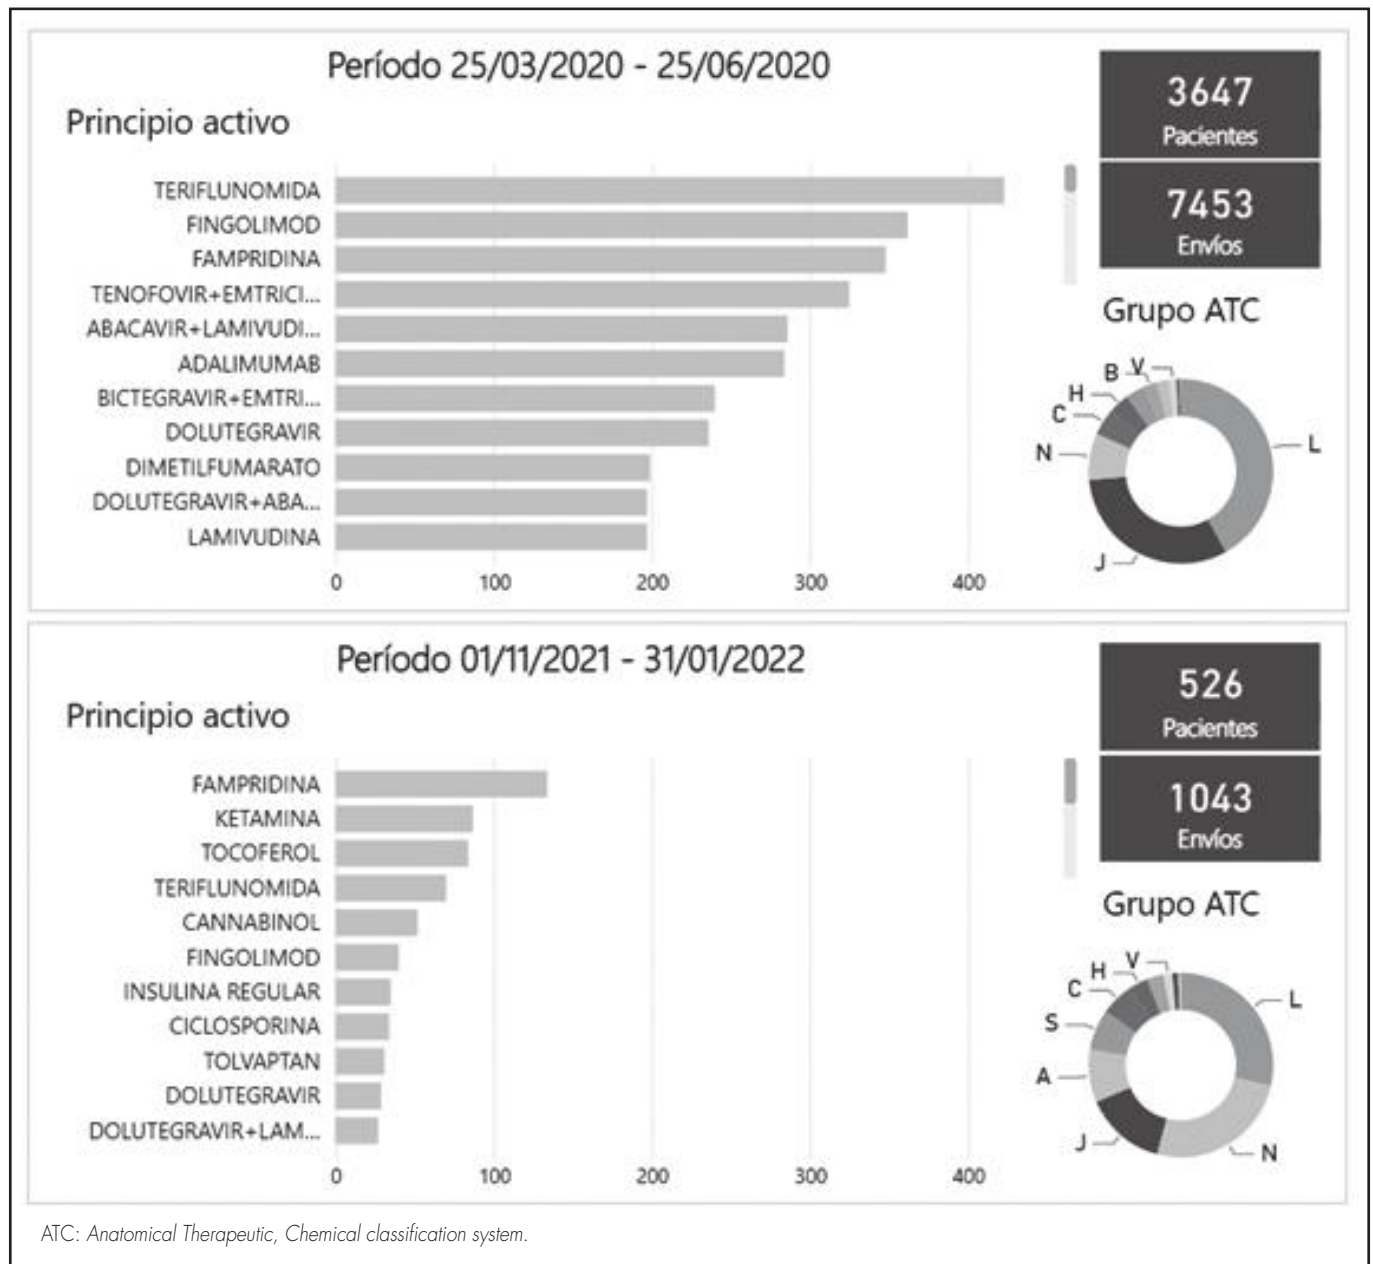 Período 25/03/2020 - 25/06/2020
Principio activo
TERIFLUNOMIDA
FINGOLIMOD
FAMPRIDINA
TENOFOVIR+EMTRICI...
ABACAVIR+LAMIVUDI...
ADALIMUMAB
BICTEGRAVIR+EMTRI...
DOLUTEGRAVIR
DIMETILFUMARATO
DOLUTEGRAVIR+ABA...
LAMIVUDINA
0 100 200 300 400
3647
Pacientes
7453
Envíos
Grupo ATC
B V
H
C
N
L
J
Período 01/11/2021 - 31/01/2022
Principio activo
FAMPRIDINA
KETAMINA
TOCOFEROL
TERIFLUNOMIDA
CANNABINOL
FINGOLIMOD
INSULINA REGULAR
CICLOSPORINA
TOLVAPTAN
DOLUTEGRAVIR
DOLUTEGRAVIR+LAM...
0 100 200 300 400
526
Pacientes
1043
Envíos
Grupo ATC
H V
C
L
S
A
J
N
ATC: Anatomical Therapeutic, Chemical classification system.